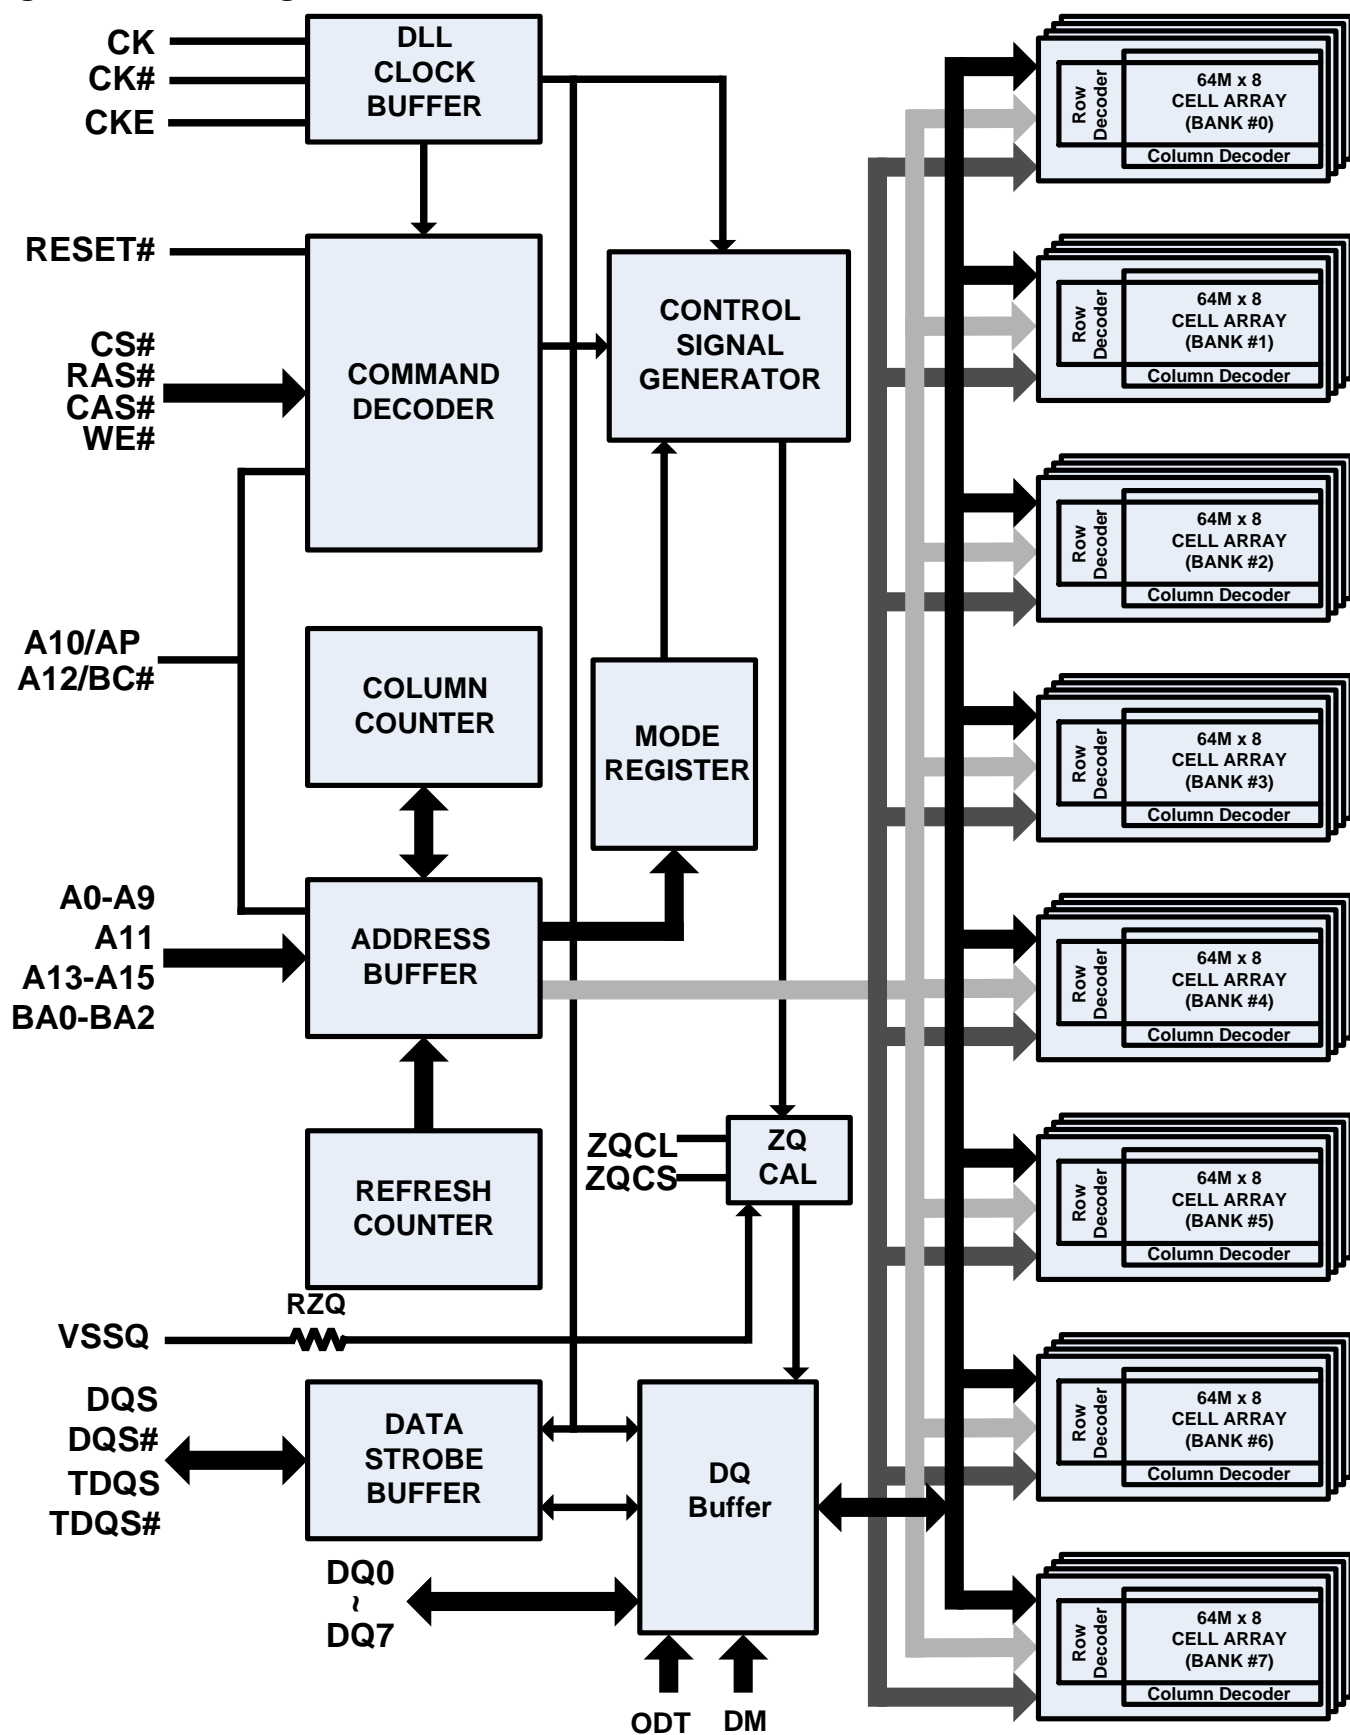 CK
CK#
CKE
DLL
CLOCK
BUFFER
RESET#
CS#
RAS#
CAS#
WE#
COMMAND
DECODER
CONTROL
SIGNAL
GENERATOR
A10/AP
A12/BC#
COLUMN
COUNTER
MODE
REGISTER
A0-A9
A11
A13-A15
BA0-BA2
ADDRESS
BUFFER
REFRESH
COUNTER
ZQCL
ZQCS
ZQ
CAL
RZQ
VSSQ
DQS
DQS#
TDQS
TDQS#
DATA
STROBE
BUFFER
DQ
Buffer
DQ0
~
DQ7
ODT
DM
Row
Decoder
64M x 8
CELL ARRAY
(BANK #0)
Column Decoder
Row
Decoder
64M x 8
CELL ARRAY
(BANK #1)
Column Decoder
Row
Decoder
64M x 8
CELL ARRAY
(BANK #2)
Column Decoder
Row
Decoder
64M x 8
CELL ARRAY
(BANK #3)
Column Decoder
Row
Decoder
64M x 8
CELL ARRAY
(BANK #4)
Column Decoder
Row
Decoder
64M x 8
CELL ARRAY
(BANK #5)
Column Decoder
Row
Decoder
64M x 8
CELL ARRAY
(BANK #6)
Column Decoder
Row
Decoder
64M x 8
CELL ARRAY
(BANK #7)
Column Decoder